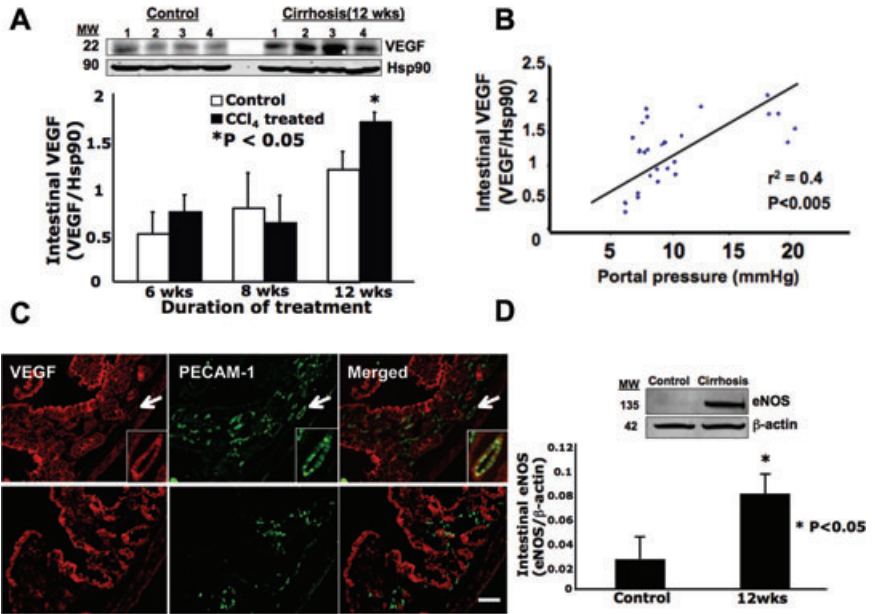 A
Control
Cirrhosis(12 wks)
MW
1 2 3 4 1 2 3 4
22 VEGF
90 Hsp90
Intestinal VEGF
(VEGF/Hsp90)
2
1.5
1
0.5
0
Control
CCl₄ treated
*P < 0.05
*
6 wks 8 wks 12 wks
Duration of treatment
B
Intestinal VEGF
(VEGF/Hsp90)
2
1.5
1
0.5
0
r² = 0.4
P<0.005
5 10 15 20
Portal pressure (mmHg)
C
VEGF PECAM-1 Merged
D
MW Control Cirrhosis
135 eNOS
42 β-actin
Intestinal eNOS
(eNOS/β-actin)
0.12
0.1
0.08
0.06
0.04
0.02
0
*
* P<0.05
Control 12wks